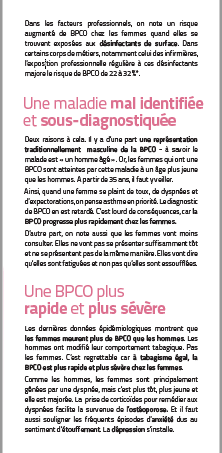 Dans les facteurs professionnels, on note un risque
augmenté de BPCO chez les femmes quand elles se
trouvent exposées aux désinfectants de surface. Dans
certains corps de métiers, notamment celui des infirmières,
l'exposition professionnelle régulière à ces désinfectants
majore le risque de BPCO de 22 à 32 %⁴.
Une maladie mal identifiée
et sous-diagnostiquée
Deux raisons à cela. Il y a d'une part une représentation
traditionnellement masculine de la BPCO - à savoir le
malade est « un homme âgé ». Or, les femmes qui ont une
BPCO sont atteintes par cette maladie à un âge plus jeune
que les hommes. A partir de 35 ans, il faut y veiller.
Ainsi, quand une femme se plaint de toux, de dyspnées et
d'expectorations, on pense asthme en priorité. Le diagnostic
de BPCO en est retardé. C'est lourd de conséquences, car la
BPCO progresse plus rapidement chez les femmes.
D'autre part, on note aussi que les femmes vont moins
consulter. Elles ne vont pas se présenter suffisamment tôt
et ne se présentent pas de la même manière. Elles vont dire
qu'elles sont fatiguées et non pas qu'elles sont essoufflées.
Une BPCO plus
rapide et plus sévère
Les dernières données épidémiologiques montrent que
les femmes meurent plus de BPCO que les hommes. Les
hommes ont modifié leur comportement tabagique. Pas
les femmes. C'est regrettable car à tabagisme égal, la
BPCO est plus rapide et plus sévère chez les femmes.
Comme les hommes, les femmes sont principalement
gênées par une dyspnée, mais c'est plus tôt, plus jeune et
elle est majorée. La prise de corticoïdes pour remédier aux
dyspnées facilite la survenue de l'ostéoporose. Et il faut
aussi souligner les fréquents épisodes d'anxiété dus au
sentiment d'étouffement. La dépression s'installe.